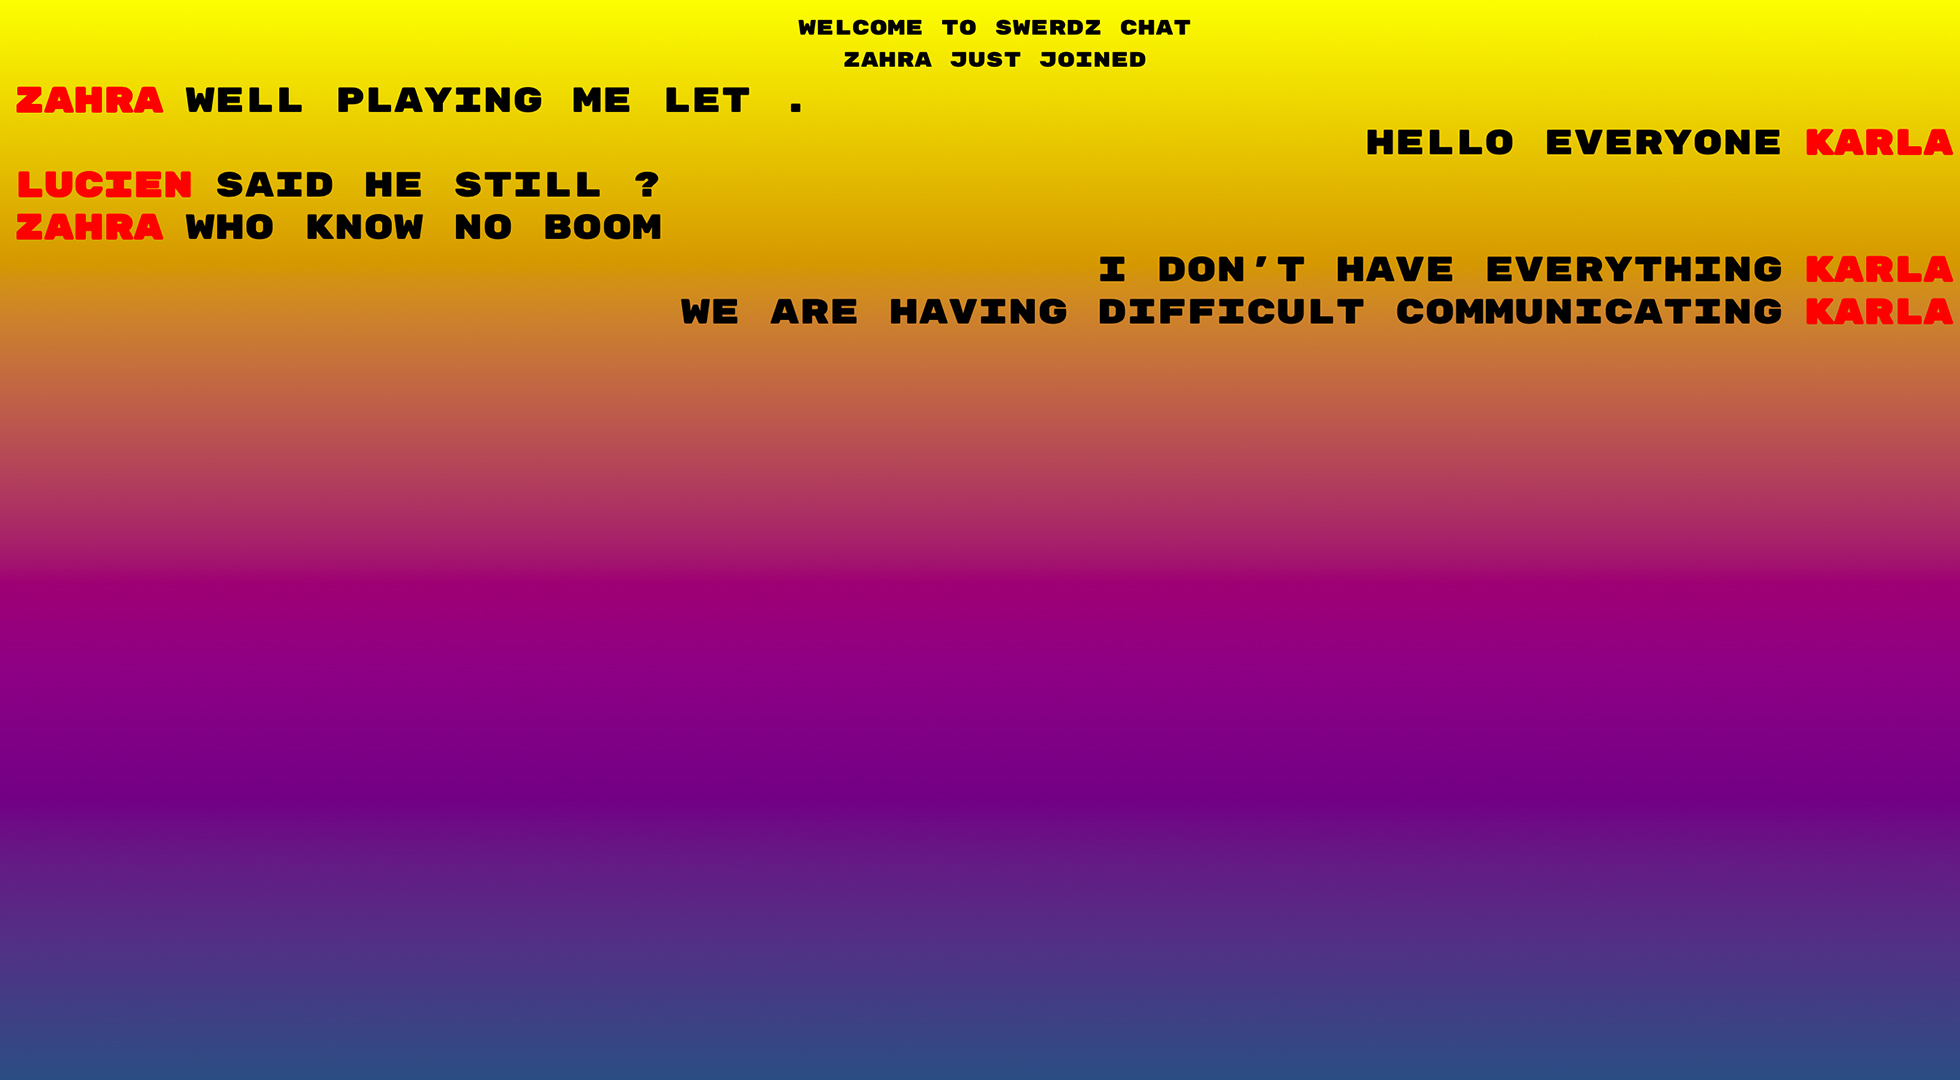 WELCOME TO SWERDZ CHAT
ZAHRA JUST JOINED
ZAHRA WELL PLAYING ME LET .
HELLO EVERYONE KARLA
LUCIEN SAID HE STILL ?
ZAHRA WHO KNOW NO BOOM
I DON'T HAVE EVERYTHING KARLA
WE ARE HAVING DIFFICULT COMMUNICATING KARLA